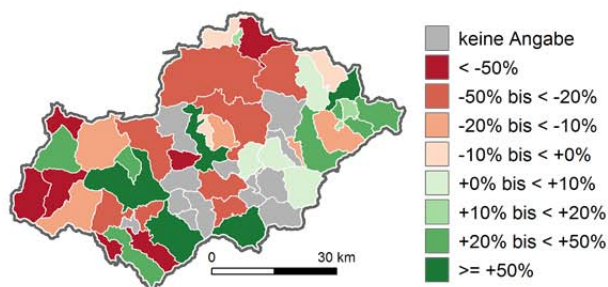 keine Angabe
< -50%
-50% bis < -20%
-20% bis < -10%
-10% bis < +0%
+0% bis < +10%
+10% bis < +20%
+20% bis < +50%
>= +50%
0 30 km